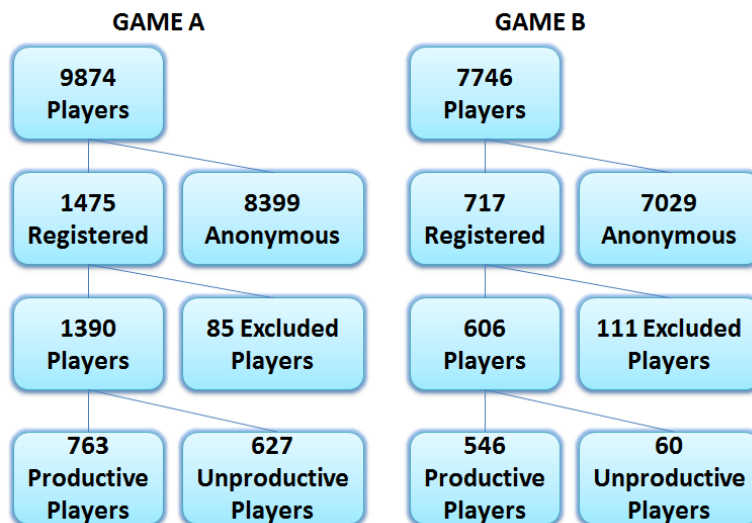 GAME A
9874
Players
1475
Registered
8399
Anonymous
1390
Players
85 Excluded
Players
763
Productive
Players
627
Unproductive
Players
GAME B
7746
Players
717
Registered
7029
Anonymous
606
Players
111 Excluded
Players
546
Productive
Players
60
Unproductive
Players